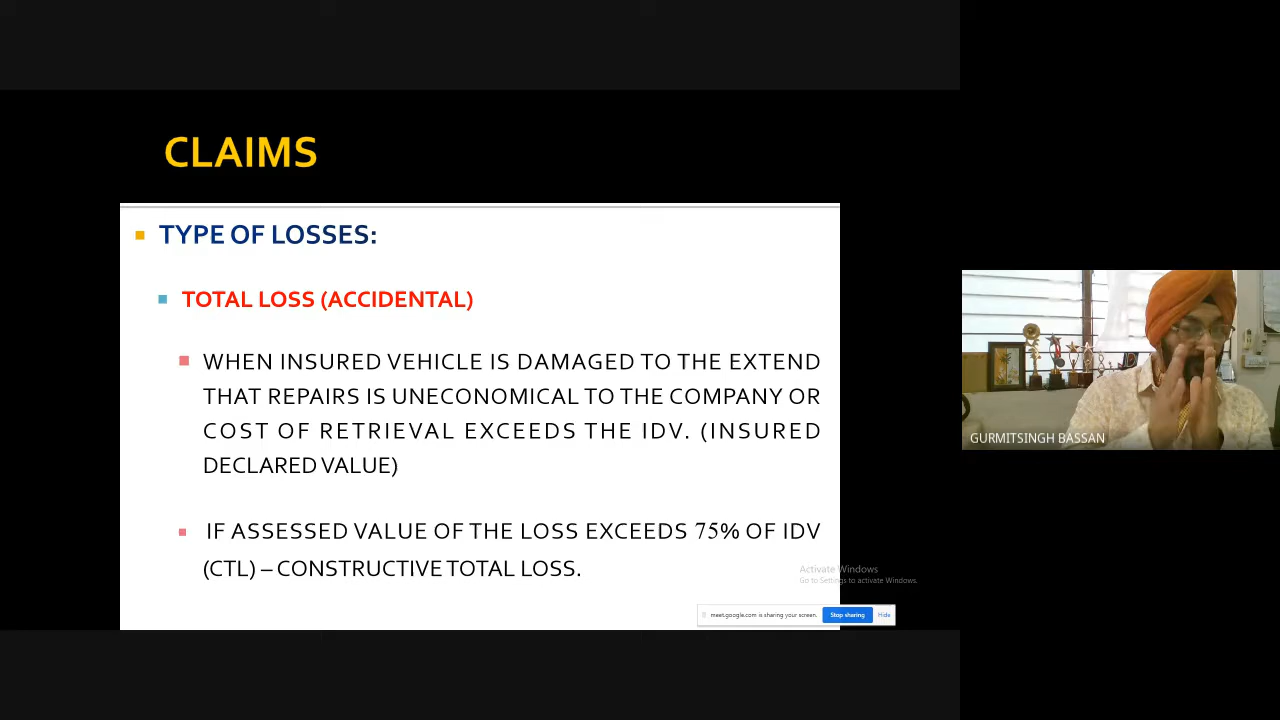 CLAIMS
TYPE OF LOSSES:
TOTAL LOSS (ACCIDENTAL)
WHEN INSURED VEHICLE IS DAMAGED TO THE EXTEND
THAT REPAIRS IS UNECONOMICAL TO THE COMPANY OR
COST OF RETRIEVAL EXCEEDS THE IDV. (INSURED
DECLARED VALUE)
IF ASSESSED VALUE OF THE LOSS EXCEEDS 75% OF IDV
(CTL) – CONSTRUCTIVE TOTAL LOSS.
Activate Windows
Go to Settings to activate Windows.
meet.google.com is sharing your screen. Stop sharing Hide
GURMITSINGH BASSAN